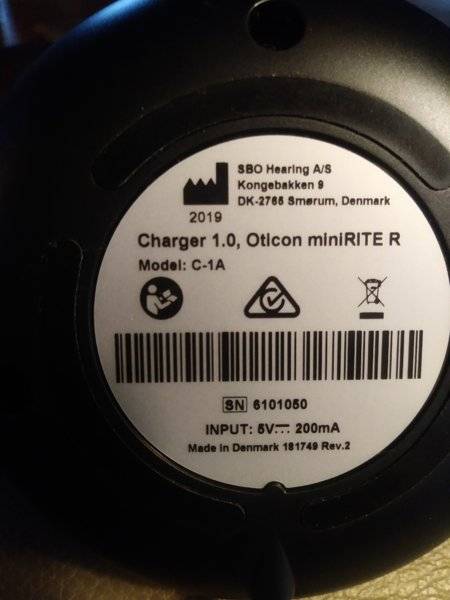 SBO Hearing A/S
Kongebakken 9
DK-2765 Smørum, Denmark
2019
Charger 1.0, Oticon miniRITE R
Model: C-1A
SN 6101050
INPUT: 5V⎓ 200mA
Made in Denmark 181749 Rev.2